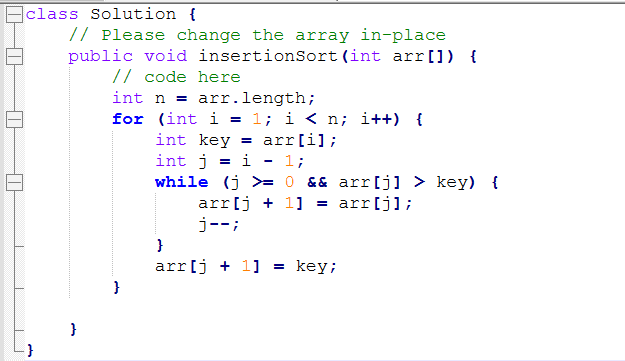 class Solution {
// Please change the array in-place
public void insertionSort(int arr[]) {
// code here
int n = arr.length;
for (int i = 1; i < n; i++) {
int key = arr[i];
int j = i - 1;
while (j >= 0 && arr[j] > key) {
arr[j + 1] = arr[j];
j--;
}
arr[j + 1] = key;
}
}
}